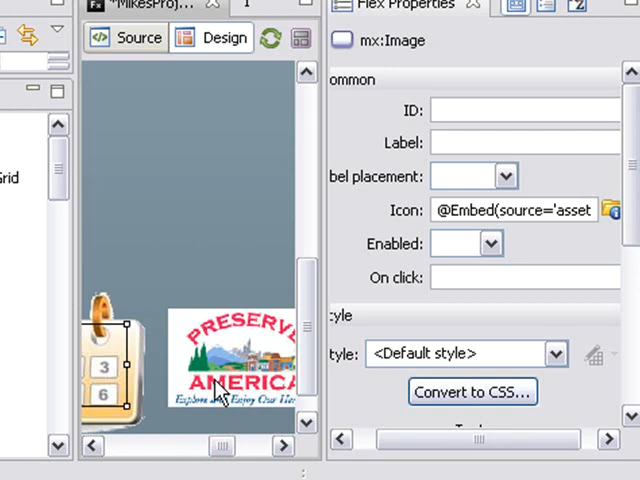 *MikesProj...
Flex Properties
Source
Design
mx:Image
ommon
ID:
Label:
bel placement:
Icon:
@Embed(source='asset
Enabled:
On click:
Grid
tyle
tyle:
<Default style>
Convert to CSS...
3
6
PRESERVE
AMERICA
Explore and Enjoy Our Her